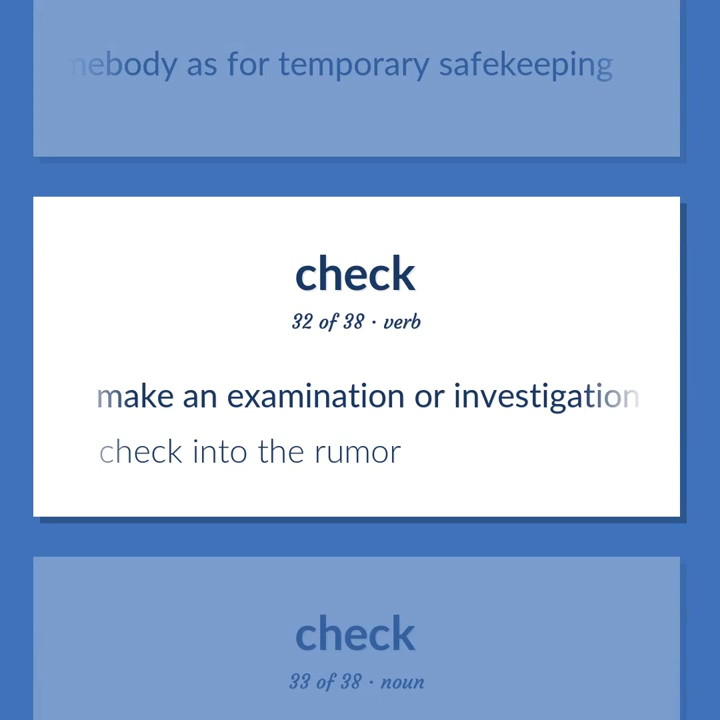 as for temporary safekeeping
check
32 of 38 · verb
make an examination or investigation
check into the rumor
check
33 of 38 · noun